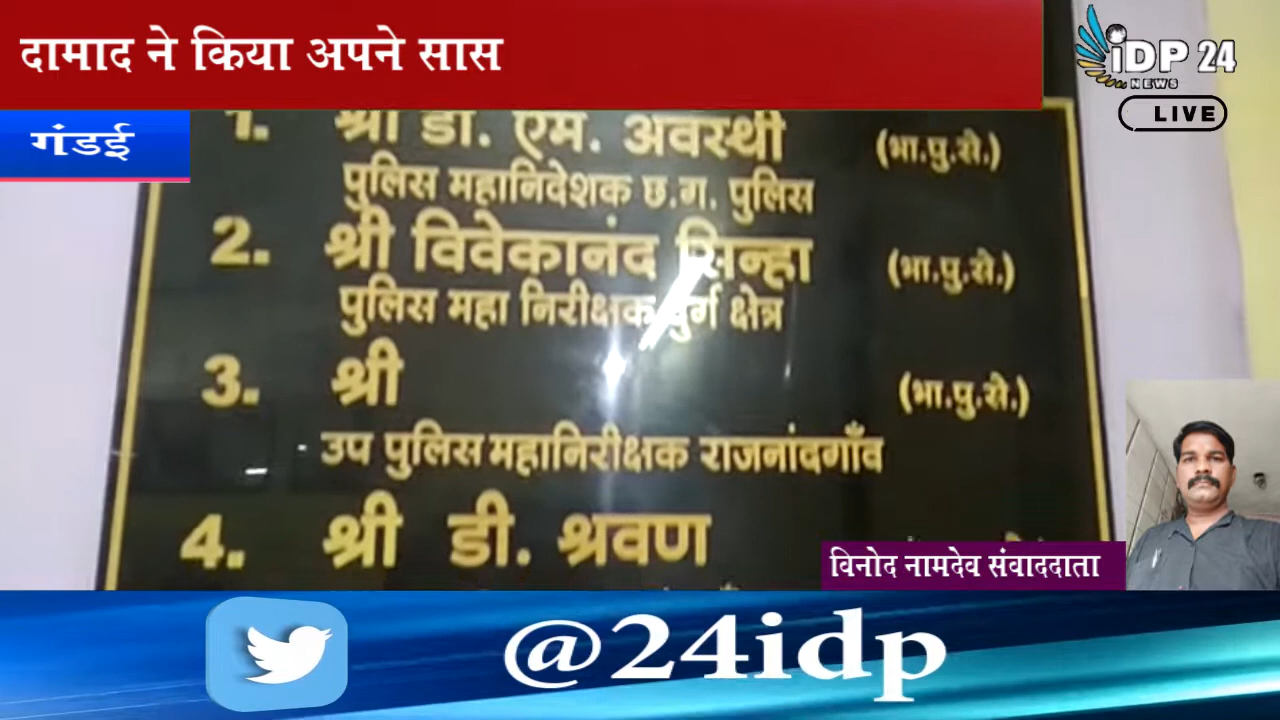 दामाद ने किया अपने सास
iDP 24
NEWS
LIVE
गंडई
1. श्री डी. एम. अवस्थी (भा.पु.से.)
पुलिस महानिदेशक छ.ग. पुलिस
2. श्री विवेकानंद सिन्हा (भा.पु.से.)
पुलिस महा निरीक्षक दुर्ग क्षेत्र
3. श्री (भा.पु.से.)
उप पुलिस महानिरीक्षक राजनांदगाँव
4. श्री डी. श्रवण
विनोद नामदेव संवाददाता
@24idp